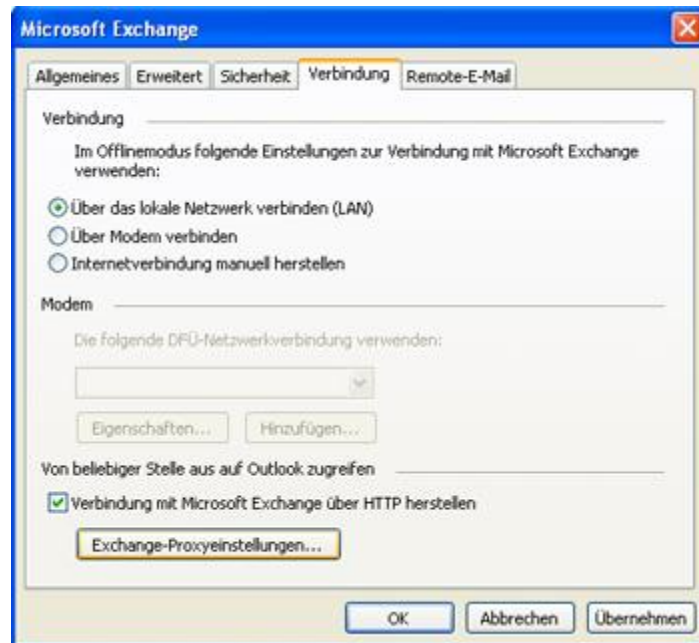 Microsoft Exchange
Allgemeines Erweitert Sicherheit Verbindung Remote-E-Mail
Verbindung
Im Offlinemodus folgende Einstellungen zur Verbindung mit Microsoft Exchange
verwenden:
Über das lokale Netzwerk verbinden (LAN)
Über Modem verbinden
Internetverbindung manuell herstellen
Modem
Die folgende DFÜ-Netzwerkverbindung verwenden:
Eigenschaften... Hinzufügen...
Von beliebiger Stelle aus auf Outlook zugreifen
Verbindung mit Microsoft Exchange über HTTP herstellen
Exchange-Proxyeinstellungen...
OK Abbrechen Übernehmen